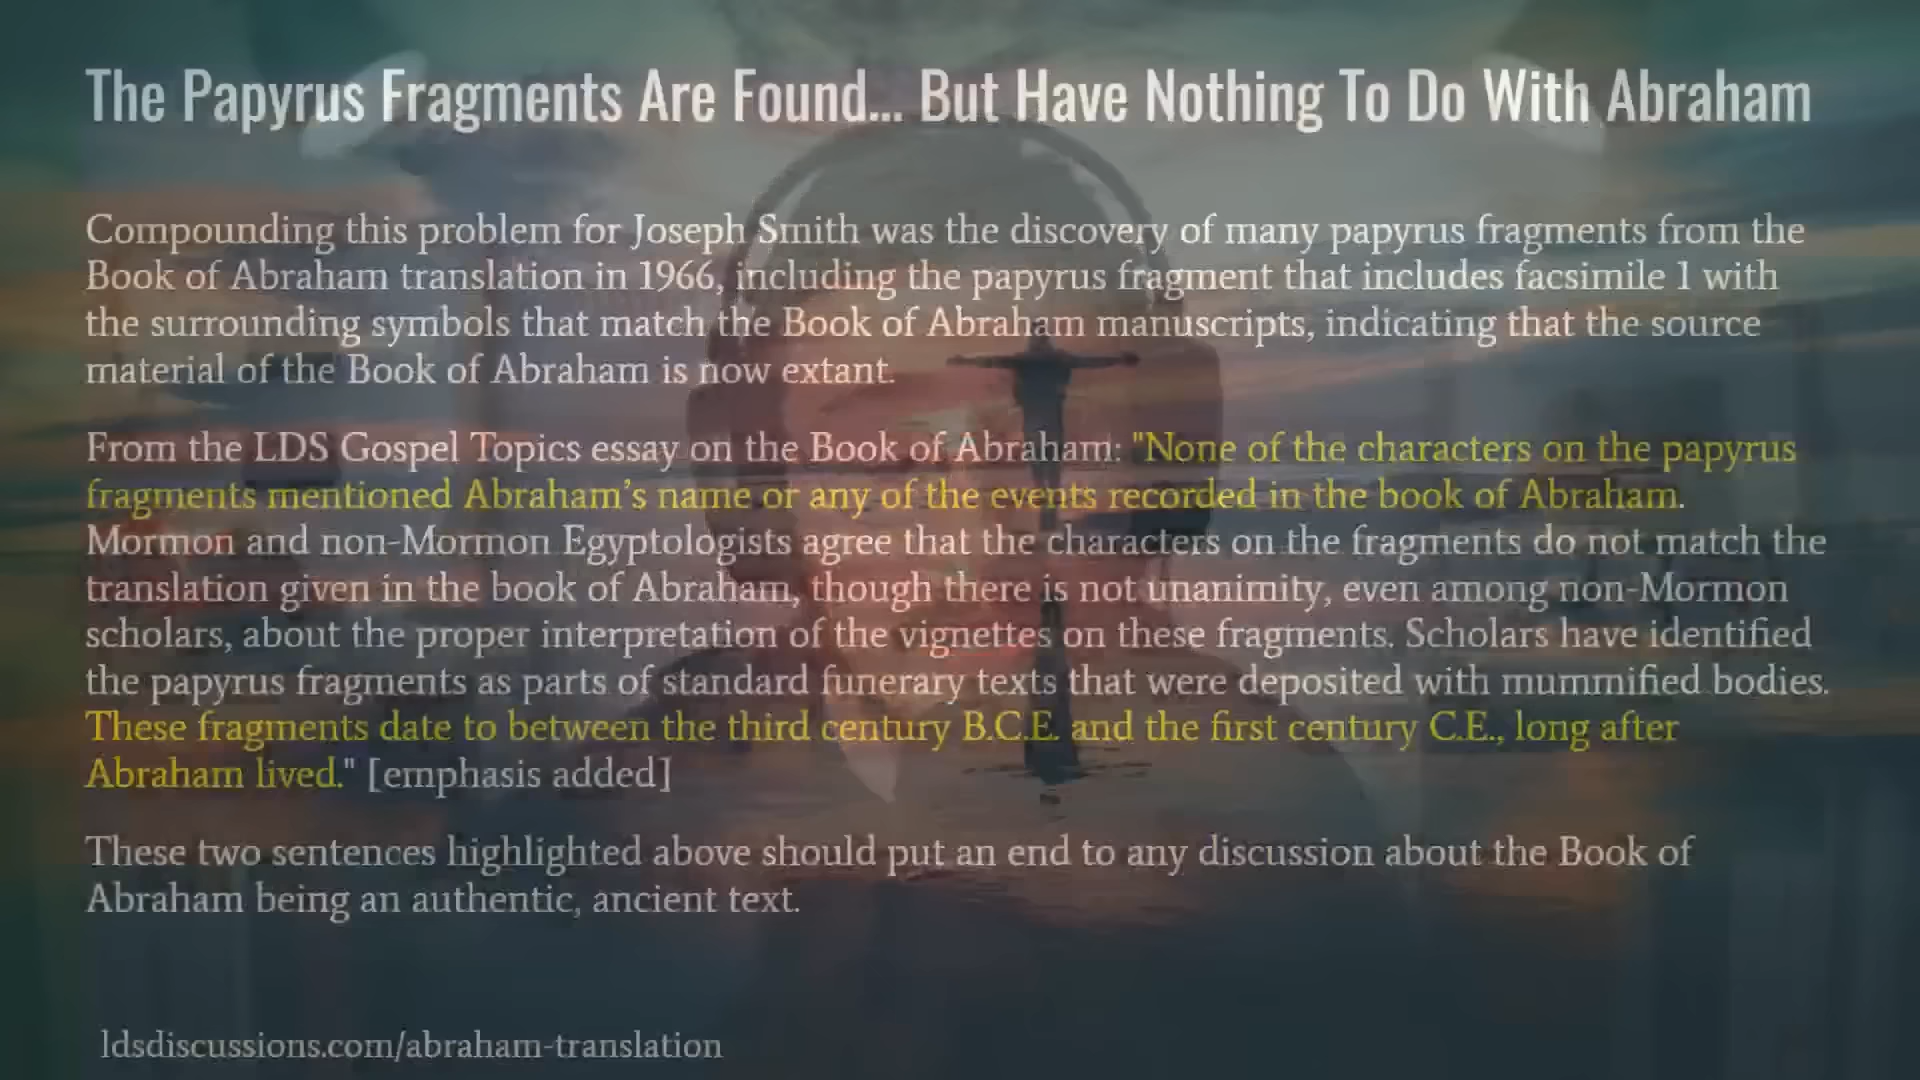 The Papyrus Fragments Are Found... But Have Nothing To Do With Abraham
Compounding this problem for Joseph Smith was the discovery of many papyrus fragments from the
Book of Abraham translation in 1966, including the papyrus fragment that includes facsimile 1 with
the surrounding symbols that match the Book of Abraham manuscripts, indicating that the source
material of the Book of Abraham is now extant.
From the LDS Gospel Topics essay on the Book of Abraham: "None of the characters on the papyrus
fragments mentioned Abraham’s name or any of the events recorded in the book of Abraham.
Mormon and non-Mormon Egyptologists agree that the characters on the fragments do not match the
translation given in the book of Abraham, though there is not unanimity, even among non-Mormon
scholars, about the proper interpretation of the vignettes on these fragments. Scholars have identified
the papyrus fragments as parts of standard funerary texts that were deposited with mummified bodies.
These fragments date to between the third century B.C.E. and the first century C.E., long after
Abraham lived." [emphasis added]
These two sentences highlighted above should put an end to any discussion about the Book of
Abraham being an authentic, ancient text.
ldsdiscussions.com/abraham-translation